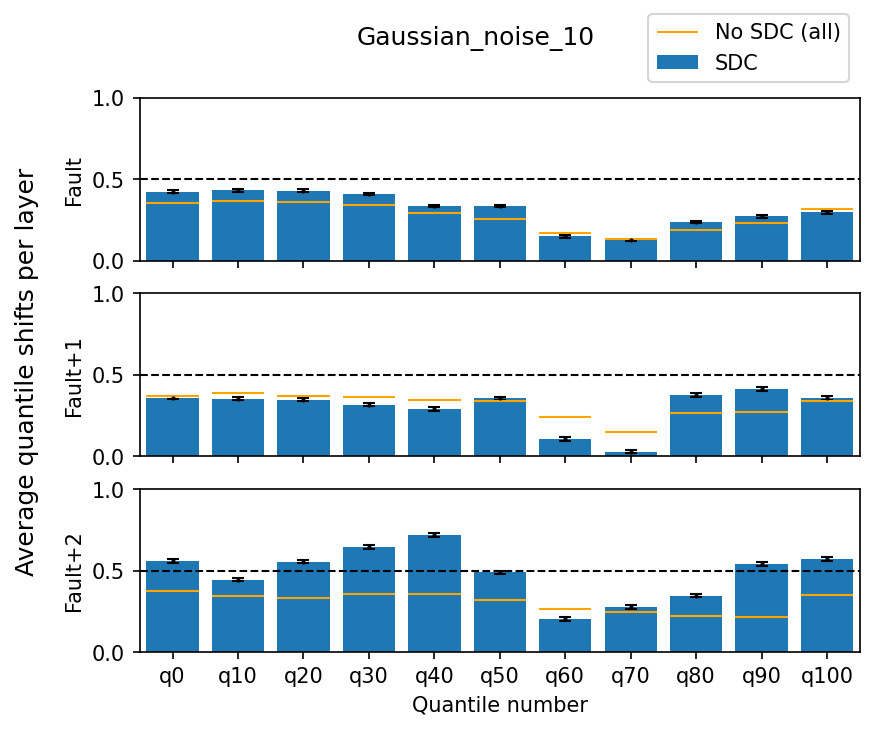 Gaussian_noise_10
No SDC (all)
SDC
Average quantile shifts per layer
Fault
1.0
0.5
0.0
Fault+1
1.0
0.5
0.0
Fault+2
1.0
0.5
0.0
q0 q10 q20 q30 q40 q50 q60 q70 q80 q90 q100
Quantile number